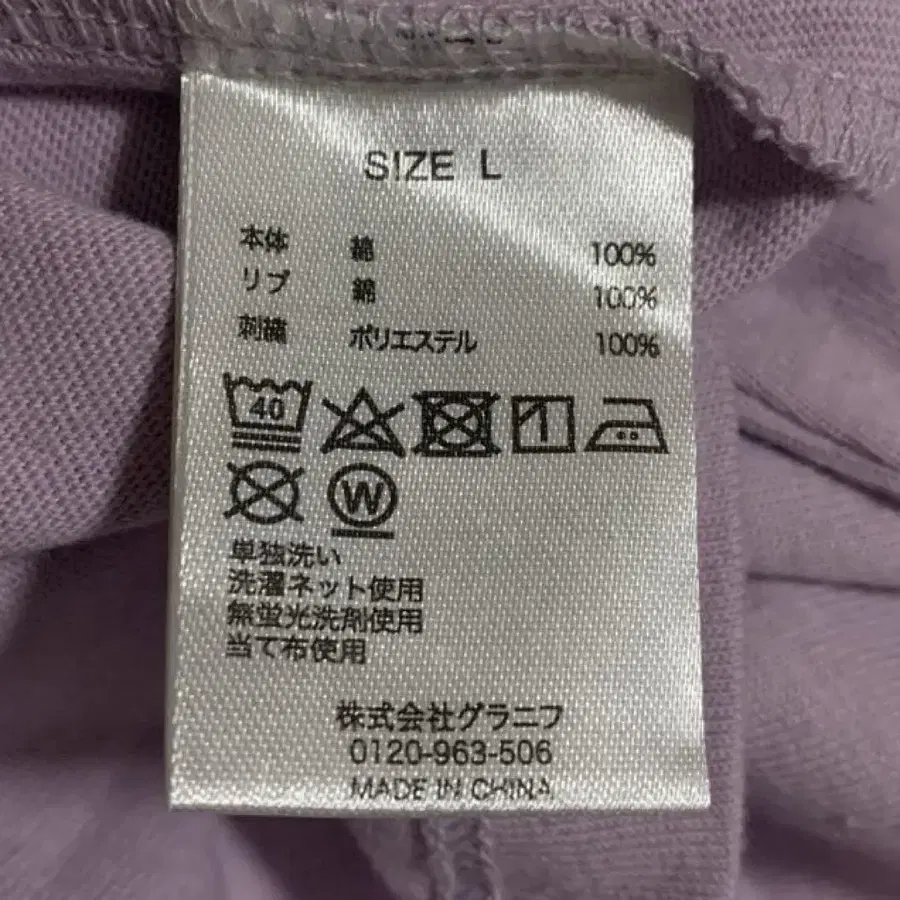 SIZE L
本体 綿 100%
リブ 綿 100%
刺繍 ポリエステル 100%
40
W
単独洗い
洗濯ネット使用
無蛍光洗剤使用
当て布使用
株式会社グラニフ
0120-963-506
MADE IN CHINA